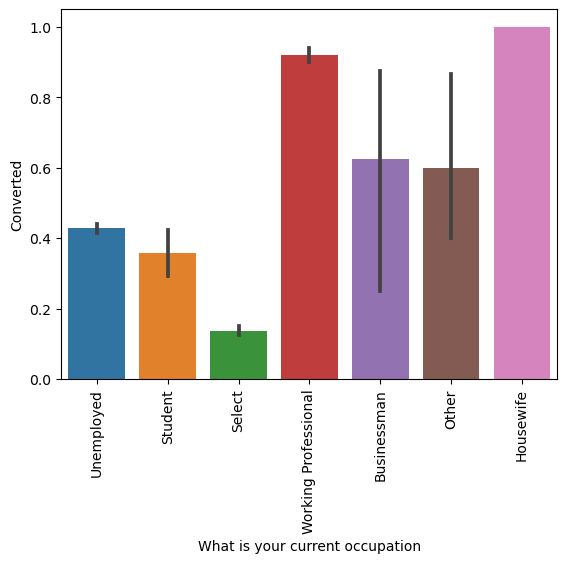 1.0
0.8
0.6
0.4
0.2
0.0
Converted
Unemployed
Student
Select
Working Professional
Businessman
Other
Housewife
What is your current occupation